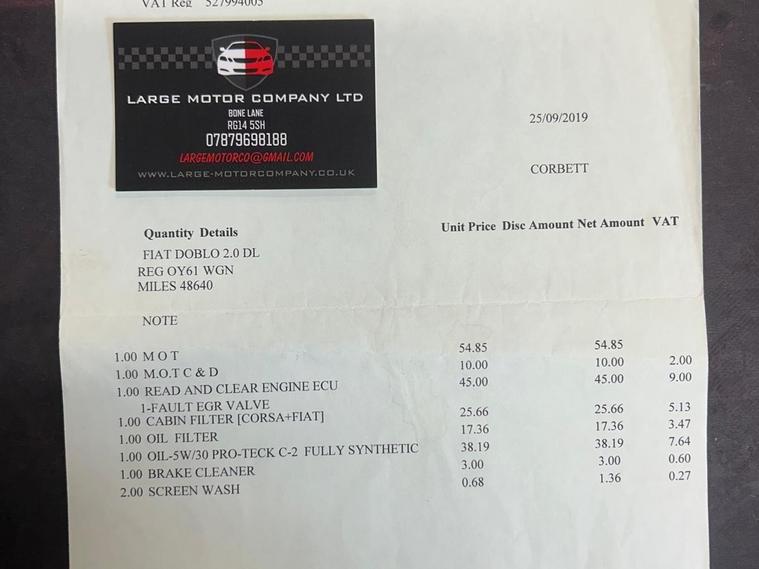 VAT Reg 527994005
LARGE MOTOR COMPANY LTD
BONE LANE
RG14 5SH
07879698188
LARGEMOTORCO@GMAIL.COM
WWW.LARGE-MOTORCOMPANY.CO.UK
25/09/2019
CORBETT
Quantity Details Unit Price Disc Amount Net Amount VAT
FIAT DOBLO 2.0 DL
REG OY61 WGN
MILES 48640
NOTE
1.00 M O T 54.85 54.85
1.00 M.O.T C & D 10.00 10.00 2.00
1.00 READ AND CLEAR ENGINE ECU 45.00 45.00 9.00
1-FAULT EGR VALVE
1.00 CABIN FILTER [CORSA+FIAT] 25.66 25.66 5.13
1.00 OIL FILTER 17.36 17.36 3.47
1.00 OIL-5W/30 PRO-TECK C-2 FULLY SYNTHETIC 38.19 38.19 7.64
1.00 BRAKE CLEANER 3.00 3.00 0.60
2.00 SCREEN WASH 0.68 1.36 0.27